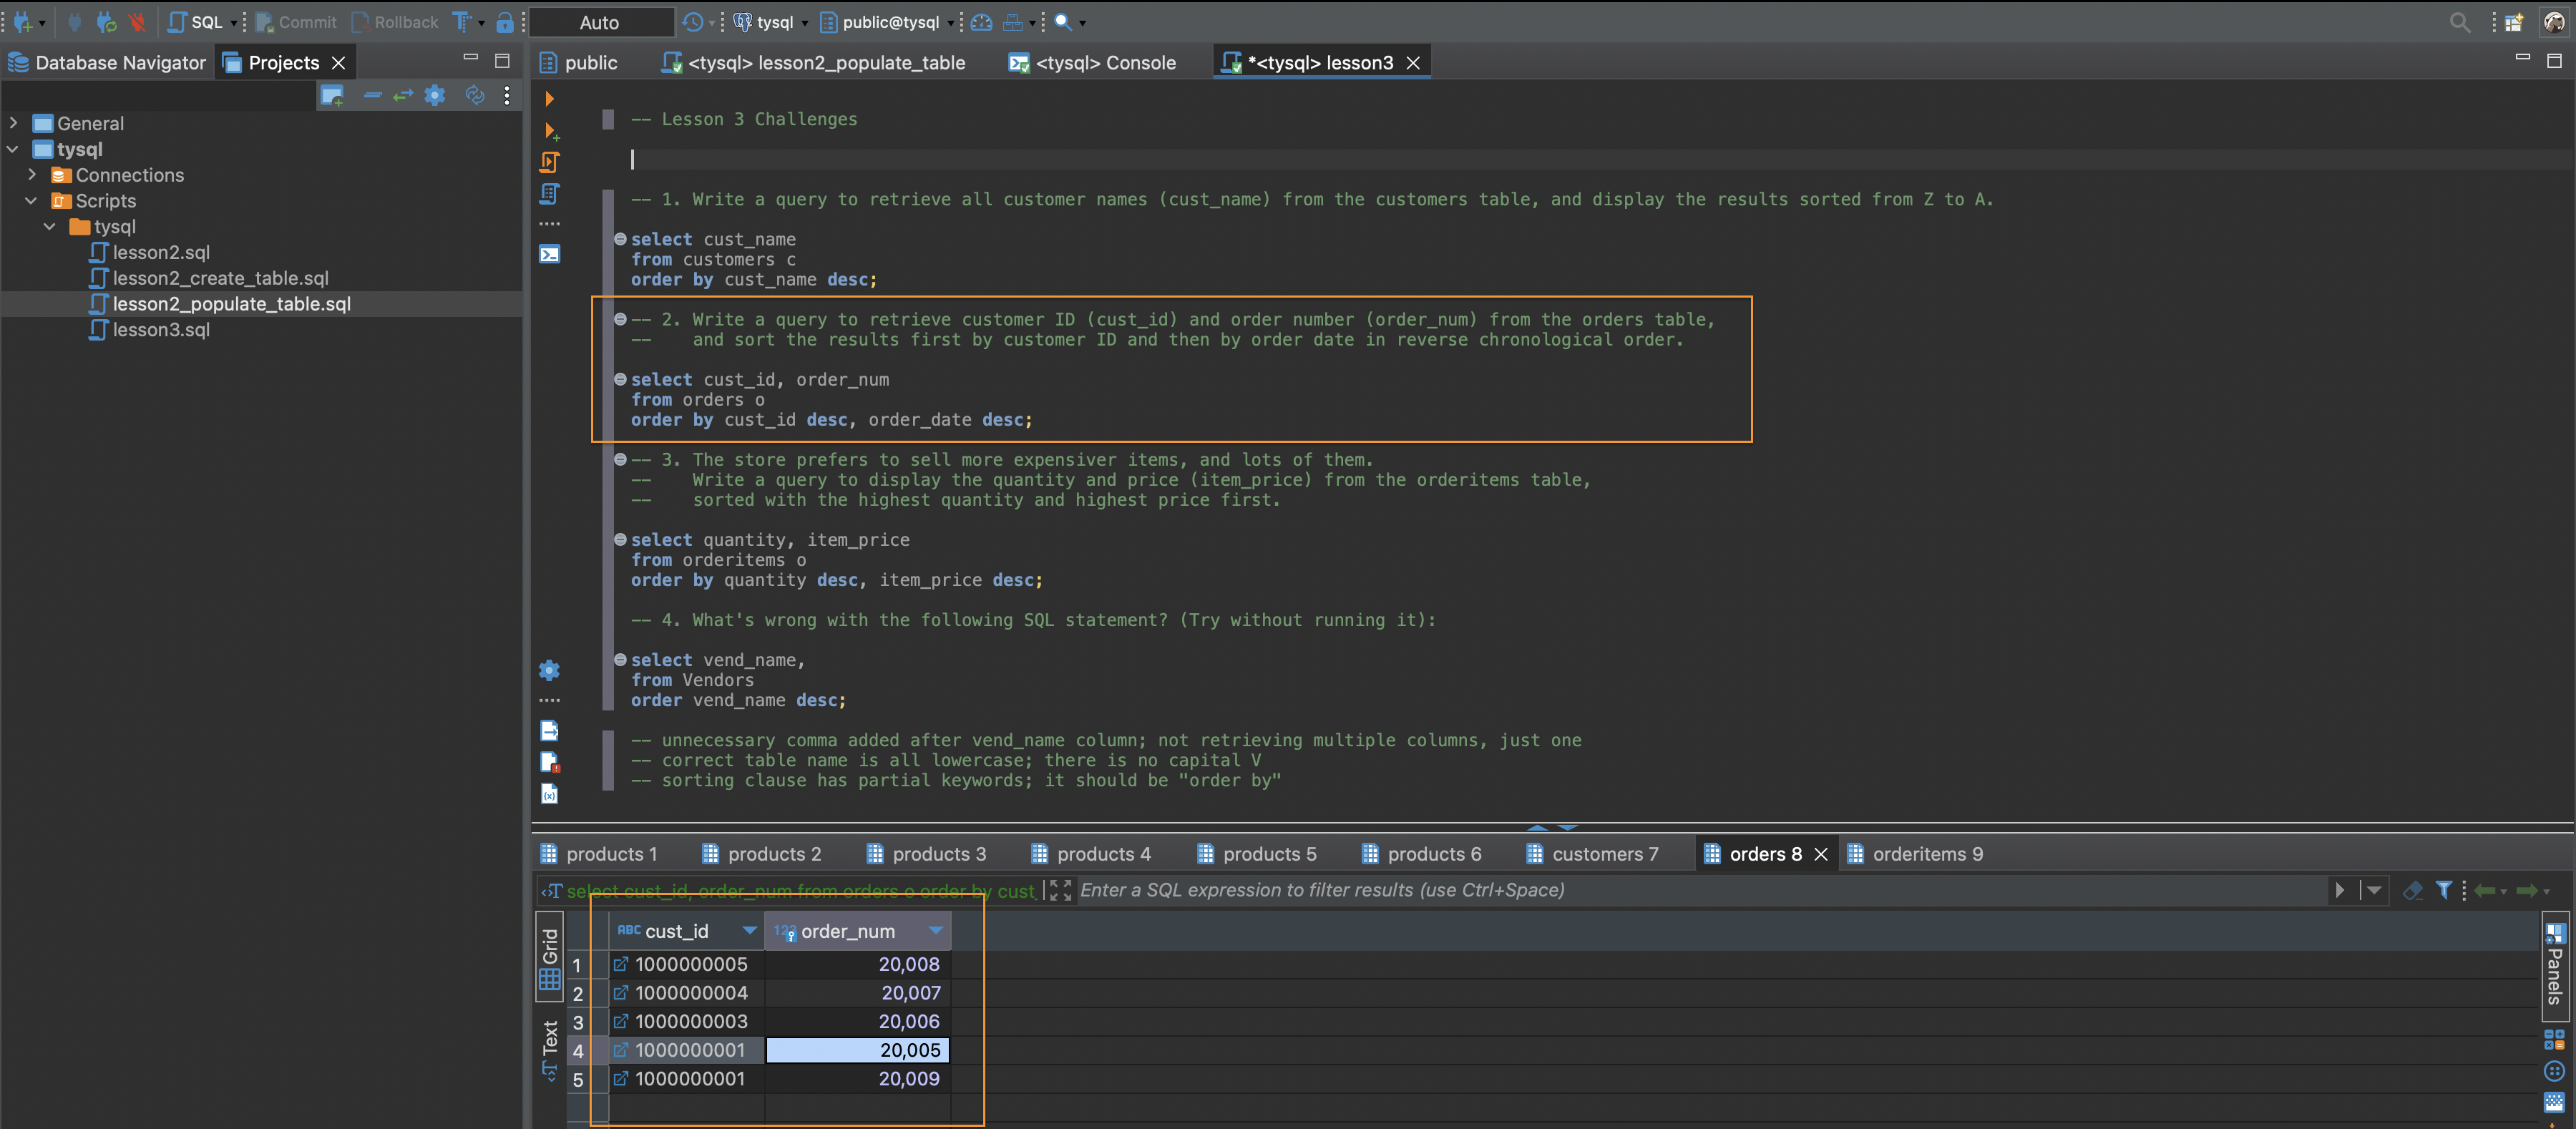 SQL
Commit
Rollback
Auto
tysql
public@tysql
Database Navigator
Projects
public
<tysql> lesson2_populate_table
<tysql> Console
*<tysql> lesson3
General
tysql
Connections
Scripts
tysql
lesson2.sql
lesson2_create_table.sql
lesson2_populate_table.sql
lesson3.sql
-- Lesson 3 Challenges
-- 1. Write a query to retrieve all customer names (cust_name) from the customers table, and display the results sorted from Z to A.
select cust_name
from customers c
order by cust_name desc;
-- 2. Write a query to retrieve customer ID (cust_id) and order number (order_num) from the orders table,
-- and sort the results first by customer ID and then by order date in reverse chronological order.
select cust_id, order_num
from orders o
order by cust_id desc, order_date desc;
-- 3. The store prefers to sell more expensiver items, and lots of them.
-- Write a query to display the quantity and price (item_price) from the orderitems table,
-- sorted with the highest quantity and highest price first.
select quantity, item_price
from orderitems o
order by quantity desc, item_price desc;
-- 4. What's wrong with the following SQL statement? (Try without running it):
select vend_name,
from Vendors
order vend_name desc;
-- unnecessary comma added after vend_name column; not retrieving multiple columns, just one
-- correct table name is all lowercase; there is no capital V
-- sorting clause has partial keywords; it should be "order by"
products 1
products 2
products 3
products 4
products 5
products 6
customers 7
orders 8
orderitems 9
select cust_id, order_num from orders o order by cust_
Enter a SQL expression to filter results (use Ctrl+Space)
Grid
Text
Panels
ABC cust_id
123 order_num
1 1000000005 20,008
2 1000000004 20,007
3 1000000003 20,006
4 1000000001 20,005
5 1000000001 20,009